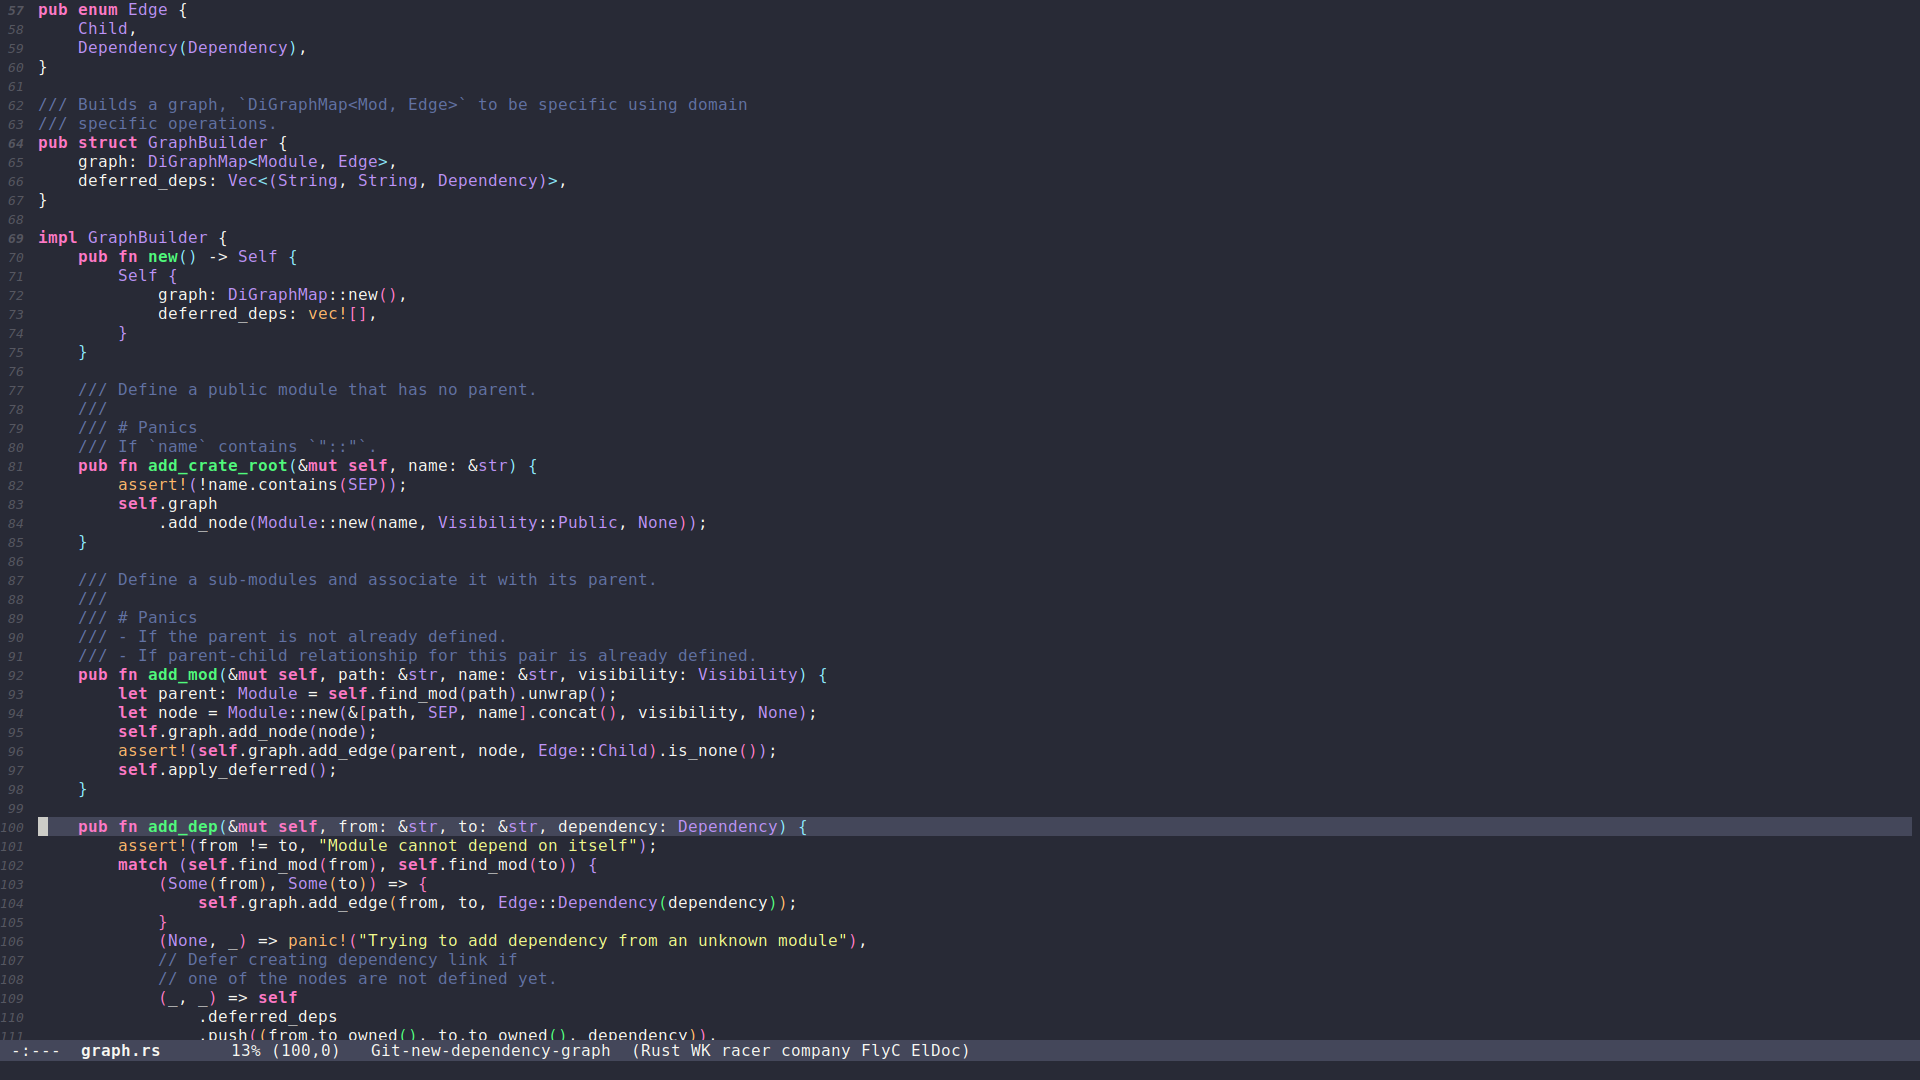 57 pub enum Edge {
58     Child,
59     Dependency(Dependency),
60 }
61
62 /// Builds a graph, `DiGraphMap<Mod, Edge>` to be specific using domain
63 /// specific operations.
64 pub struct GraphBuilder {
65     graph: DiGraphMap<Module, Edge>,
66     deferred_deps: Vec<(String, String, Dependency)>,
67 }
68
69 impl GraphBuilder {
70     pub fn new() -> Self {
71         Self {
72             graph: DiGraphMap::new(),
73             deferred_deps: vec![],
74         }
75     }
76
77     /// Define a public module that has no parent.
78     ///
79     /// # Panics
80     /// If `name` contains `"::"`.
81     pub fn add_crate_root(&mut self, name: &str) {
82         assert!(!name.contains(SEP));
83         self.graph
84             .add_node(Module::new(name, Visibility::Public, None));
85     }
86
87     /// Define a sub-modules and associate it with its parent.
88     ///
89     /// # Panics
90     /// - If the parent is not already defined.
91     /// - If parent-child relationship for this pair is already defined.
92     pub fn add_mod(&mut self, path: &str, name: &str, visibility: Visibility) {
93         let parent: Module = self.find_mod(path).unwrap();
94         let node = Module::new(&[path, SEP, name].concat(), visibility, None);
95         self.graph.add_node(node);
96         assert!(self.graph.add_edge(parent, node, Edge::Child).is_none());
97         self.apply_deferred();
98     }
99
100     pub fn add_dep(&mut self, from: &str, to: &str, dependency: Dependency) {
101         assert!(from != to, "Module cannot depend on itself");
102         match (self.find_mod(from), self.find_mod(to)) {
103             (Some(from), Some(to)) => {
104                 self.graph.add_edge(from, to, Edge::Dependency(dependency));
105             }
106             (None, _) => panic!("Trying to add dependency from an unknown module"),
107             // Defer creating dependency link if
108             // one of the nodes are not defined yet.
109             (_, _) => self
110                 .deferred_deps
111                 .push((from.to_owned(), to.to_owned(), dependency)),
-:---  graph.rs       13% (100,0)   Git-new-dependency-graph  (Rust WK racer company FlyC ElDoc)